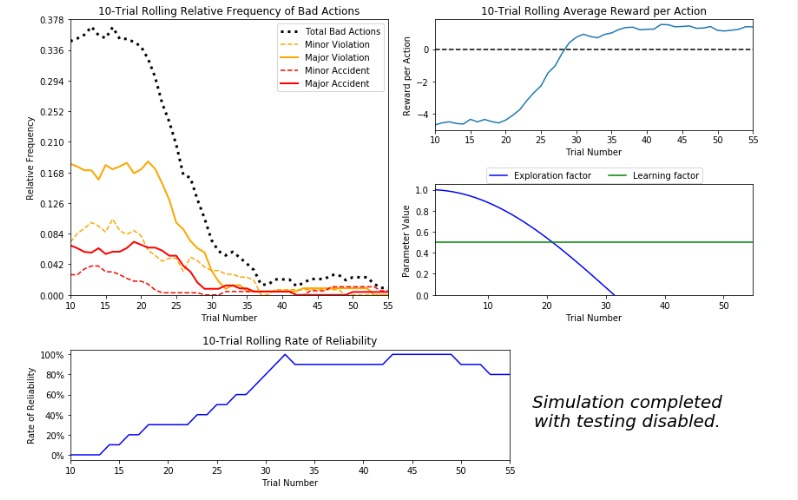 10-Trial Rolling Relative Frequency of Bad Actions
Relative Frequency
0.378
0.336
0.294
0.252
0.210
0.168
0.126
0.084
0.042
0.000
Total Bad Actions
Minor Violation
Major Violation
Minor Accident
Major Accident
10 15 20 25 30 35 40 45 50 55
Trial Number
10-Trial Rolling Average Reward per Action
Reward per Action
0
−2
−4
10 15 20 25 30 35 40 45 50 55
Trial Number
Exploration factor Learning factor
Parameter Value
1.0
0.8
0.6
0.4
0.2
0.0
10 20 30 40 50
Trial Number
10-Trial Rolling Rate of Reliability
Rate of Reliability
100%
80%
60%
40%
20%
0%
10 15 20 25 30 35 40 45 50 55
Trial Number
Simulation completed
with testing disabled.